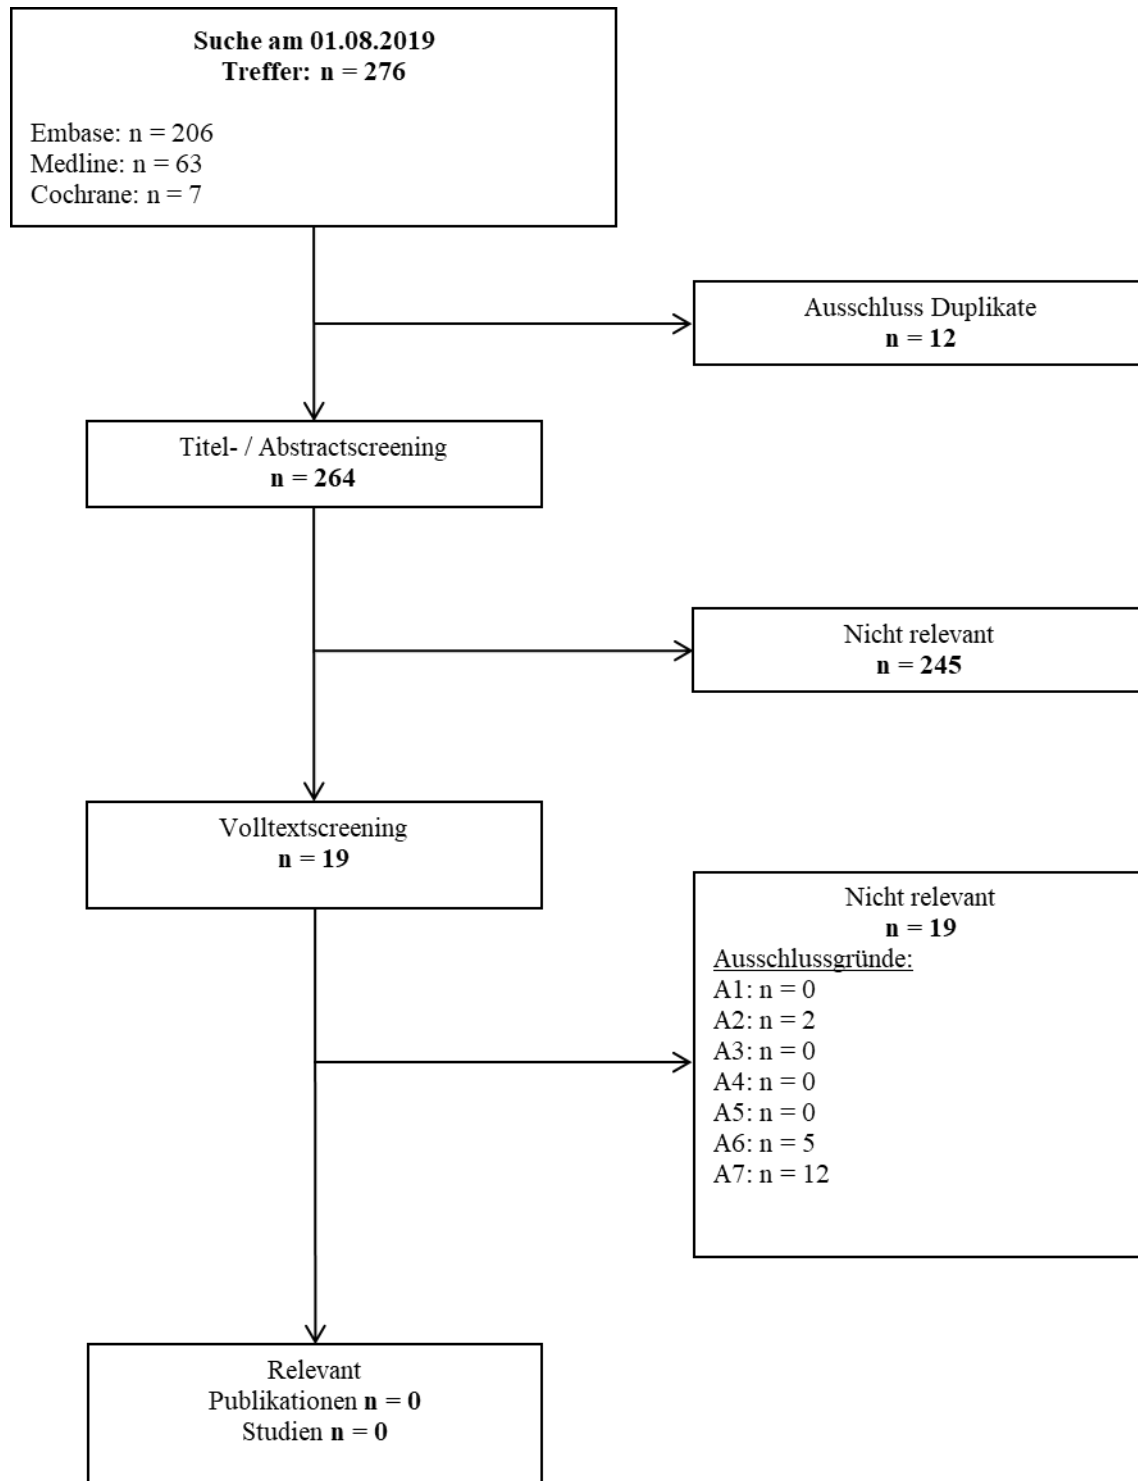 Suche am 01.08.2019
Treffer: n = 276
Embase: n = 206
Medline: n = 63
Cochrane: n = 7
Ausschluss Duplikate
n = 12
Titel- / Abstractscreening
n = 264
Nicht relevant
n = 245
Volltextscreening
n = 19
Nicht relevant
n = 19
Ausschlussgründe:
A1: n = 0
A2: n = 2
A3: n = 0
A4: n = 0
A5: n = 0
A6: n = 5
A7: n = 12
Relevant
Publikationen n = 0
Studien n = 0